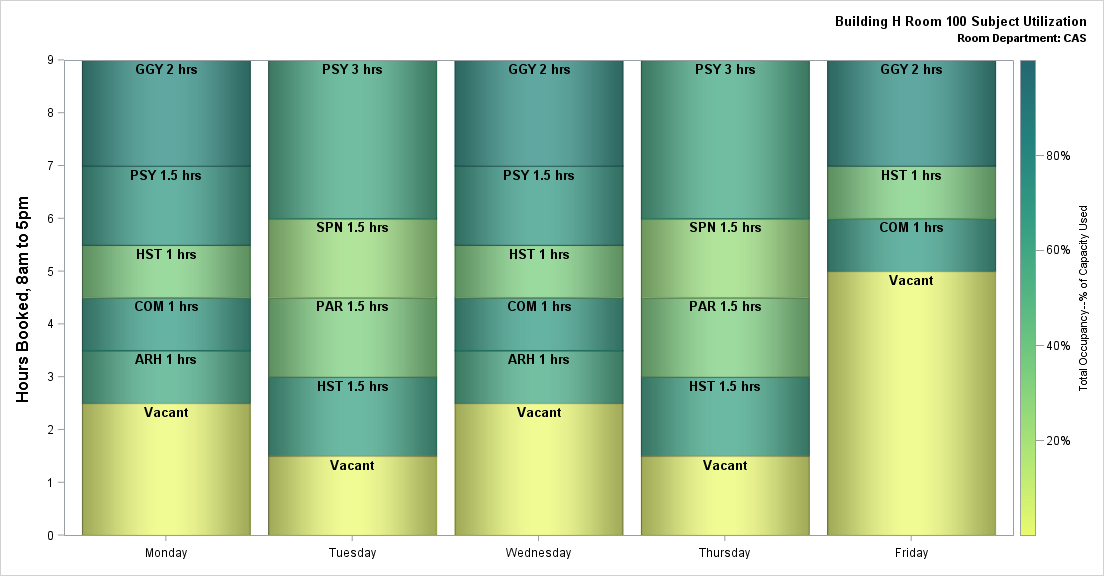 Building H Room 100 Subject Utilization
Room Department: CAS
Hours Booked, 8am to 5pm
9
8
7
6
5
4
3
2
1
0
GGY 2 hrs
PSY 1.5 hrs
HST 1 hrs
COM 1 hrs
ARH 1 hrs
Vacant
Monday
PSY 3 hrs
SPN 1.5 hrs
PAR 1.5 hrs
HST 1.5 hrs
Vacant
Tuesday
GGY 2 hrs
PSY 1.5 hrs
HST 1 hrs
COM 1 hrs
ARH 1 hrs
Vacant
Wednesday
PSY 3 hrs
SPN 1.5 hrs
PAR 1.5 hrs
HST 1.5 hrs
Vacant
Thursday
GGY 2 hrs
HST 1 hrs
COM 1 hrs
Vacant
Friday
80%
60%
40%
20%
Total Occupancy--% of Capacity Used